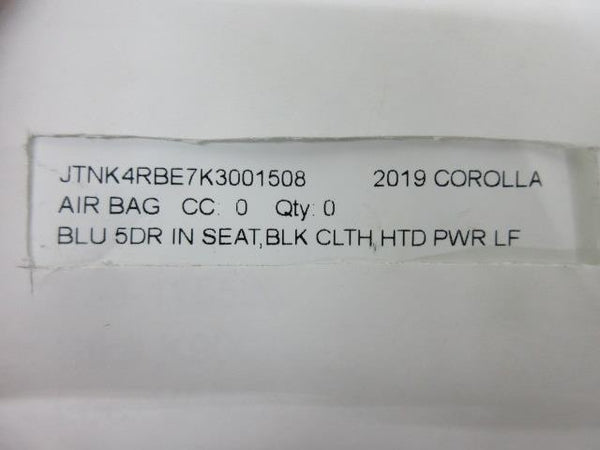 JTNK4RBE7K3001508 2019 COROLLA
AIR BAG CC: 0 Qty: 0
BLU 5DR IN SEAT,BLK CLTH,HTD PWR LF